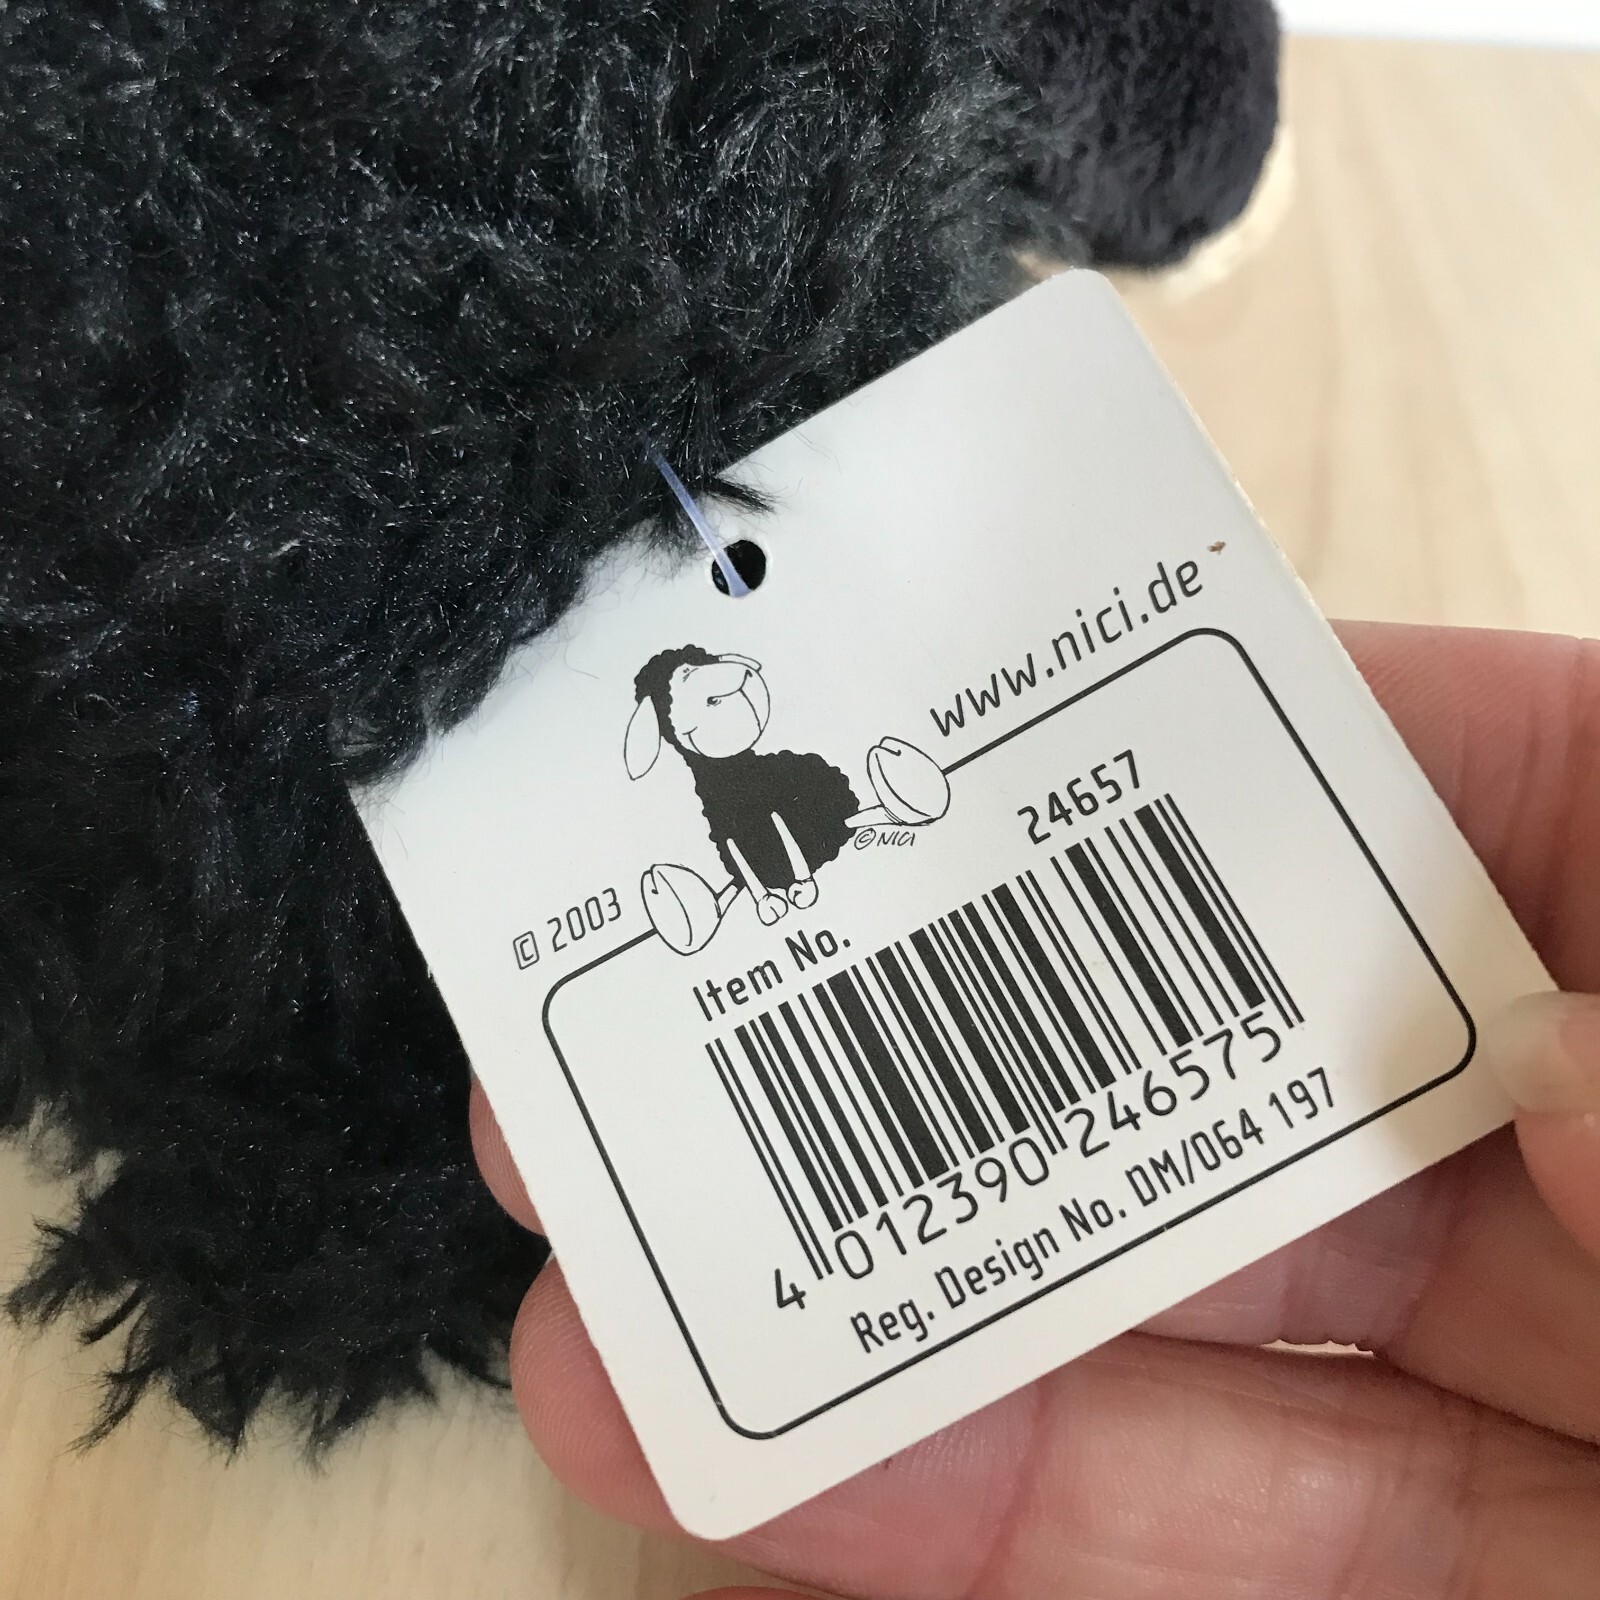 www.nici.de
©NICI
© 2003
Item No. 24657
4 012390 246575
Reg. Design No. DM/064 197